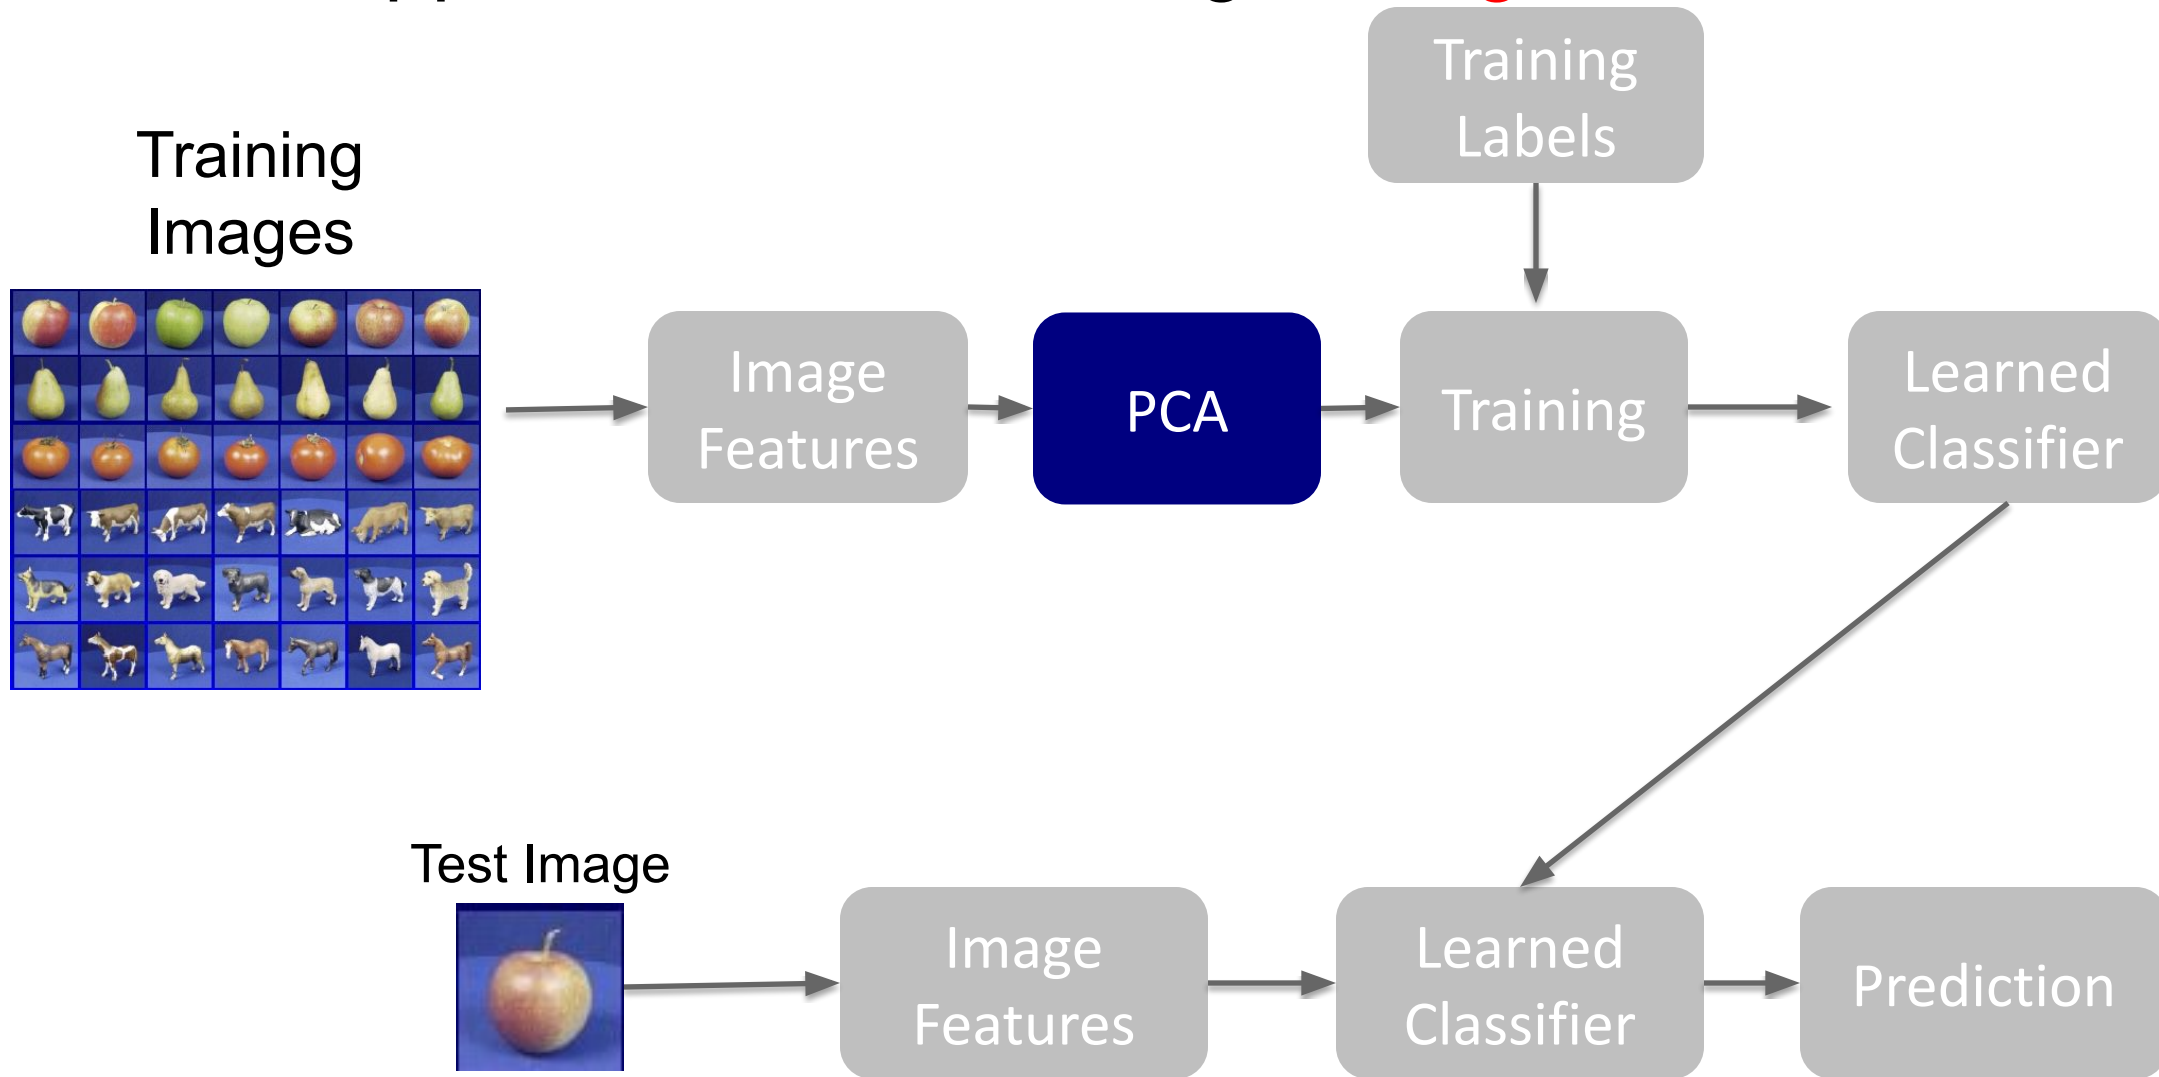 Training
Labels
Training
Images
Image
Features
PCA
Training
Learned
Classifier
Test Image
Image
Features
Learned
Classifier
Prediction